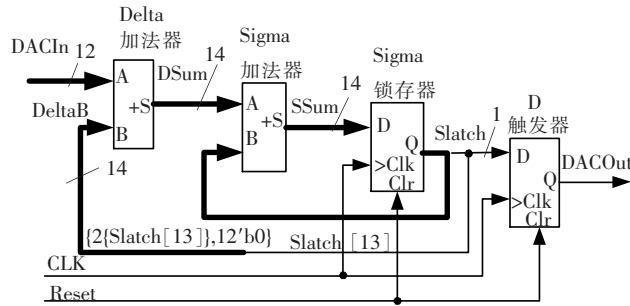 Delta
加法器
DACIn
12
A
B
+S
DeltaB
14
DSum
14
Sigma
加法器
A
B
+S
SSum
14
Sigma
锁存器
D
Q
>Clk
Clr
Slatch
1
D
触发器
D
Q
>Clk
Clr
DACOut
{2{Slatch[13]},12'b0}
Slatch [13]
CLK
Reset